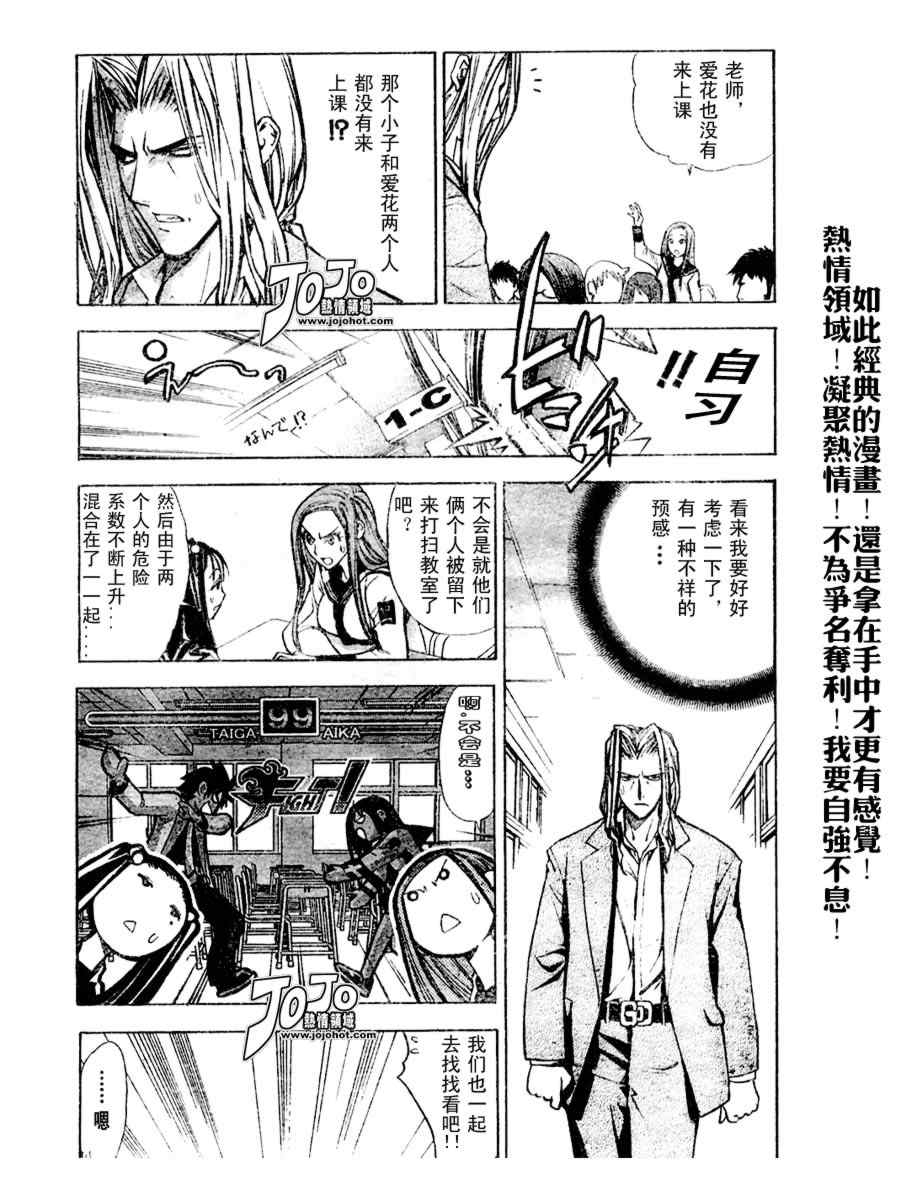 老师，
爱花也没有
来上课
那个小子和爱花两个人
都没有来
上课!?
JOJO
熱情領域
www.jojohot.com
自习!!
ビシャ
1-C
なんでっ!?
ん～～っ
看来我要好好
考虑一下了，
有一种不祥的
预感…
不会是就他们
俩个人被留下
来打扫教室了
吧？
然后由于两
个人的危险
系数不断上升…
混合在了一起……
啊·不会是…
99
TAIGA
AIKA
FIGHT!
GD
JOJO
熱情領域
www.jojohot.com
我们也一起
去找找看吧!!
……嗯
如此經典的漫畫！還是拿在手中才更有感覺！
熱情領域！凝聚熱情！不為爭名奪利！我要自強不息！